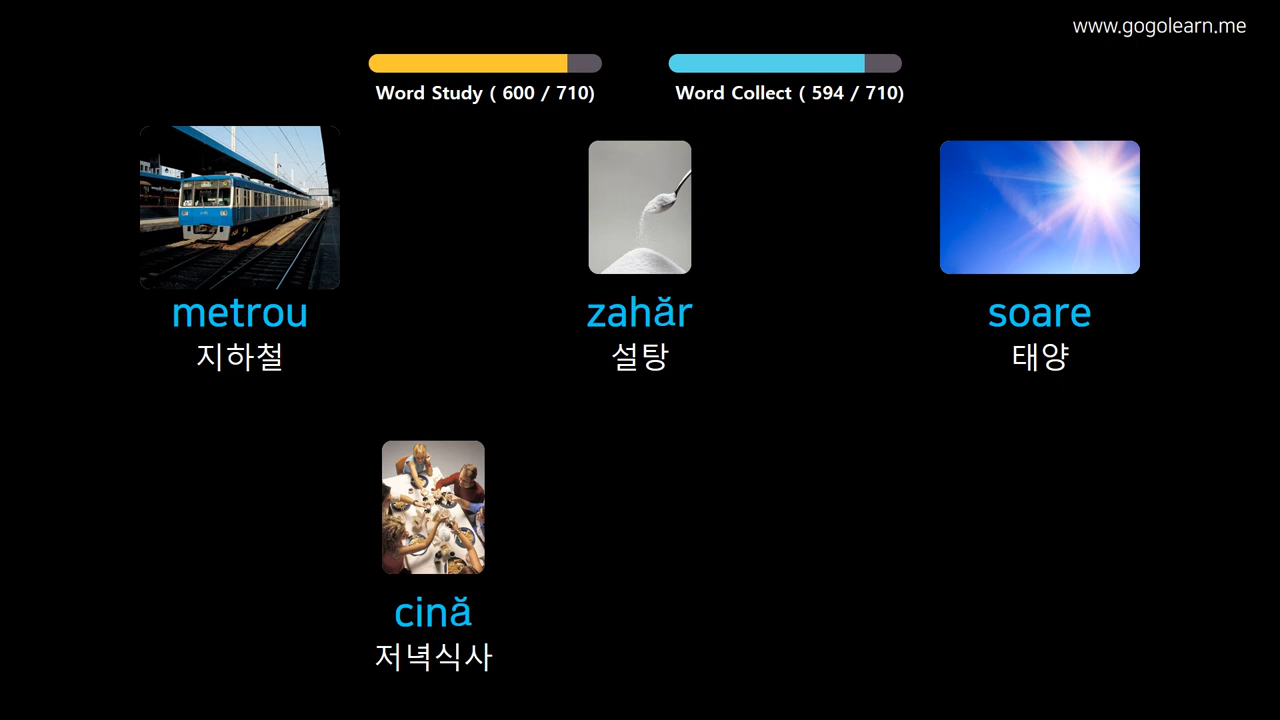 www.gogolearn.me
Word Study ( 600 / 710)
Word Collect ( 594 / 710)
metrou
지하철
zahăr
설탕
soare
태양
cină
저녁식사